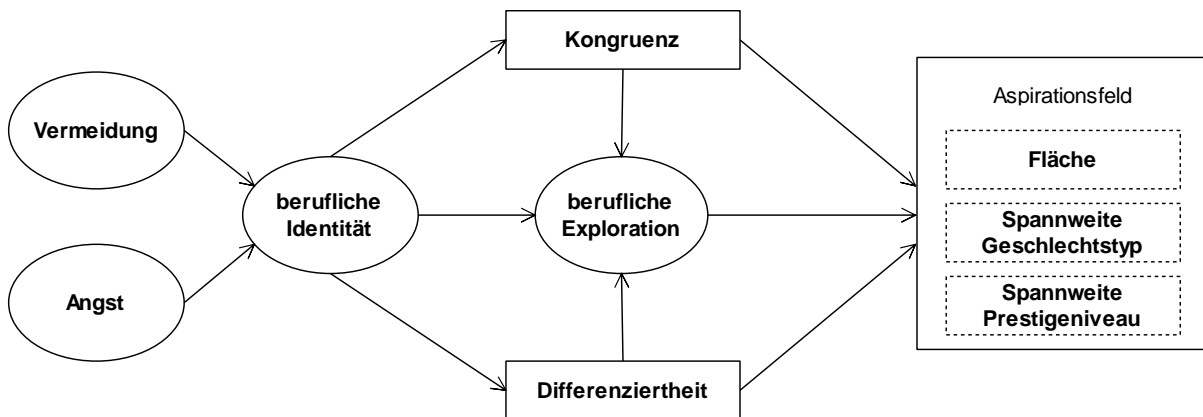 Kongruenz
Aspirationsfeld
Vermeidung
Fläche
berufliche
Identität
berufliche
Exploration
Spannweite
Geschlechtstyp
Angst
Spannweite
Prestigeniveau
Differenziertheit